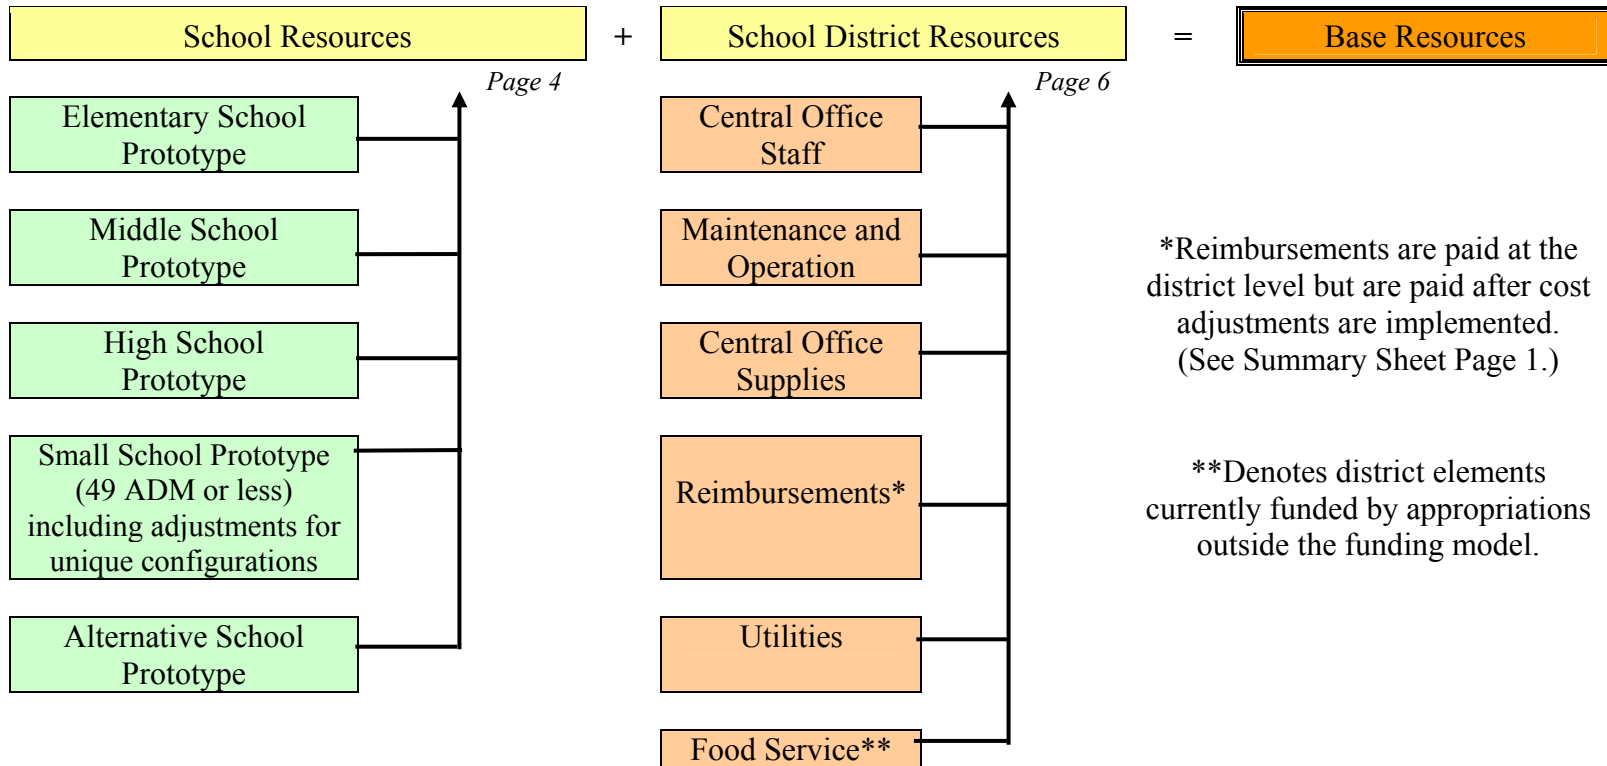 School Resources
+
School District Resources
=
Base Resources
Page 4
Page 6
Elementary School
Prototype
Middle School
Prototype
High School
Prototype
Small School Prototype
(49 ADM or less)
including adjustments for
unique configurations
Alternative School
Prototype
Central Office
Staff
Maintenance and
Operation
Central Office
Supplies
Reimbursements*
Utilities
Food Service**
*Reimbursements are paid at the
district level but are paid after cost
adjustments are implemented.
(See Summary Sheet Page 1.)
**Denotes district elements
currently funded by appropriations
outside the funding model.